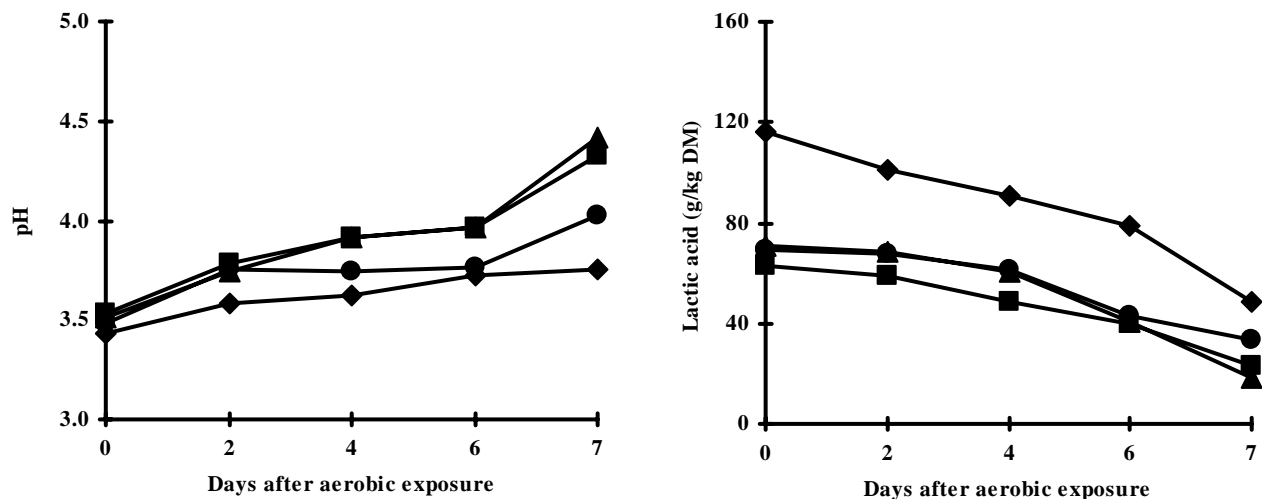 5.0
4.5
4.0
3.5
3.0
pH
0 2 4 6 7
Days after aerobic exposure
160
120
80
40
0
Lactic acid (g/kg DM)
0 2 4 6 7
Days after aerobic exposure